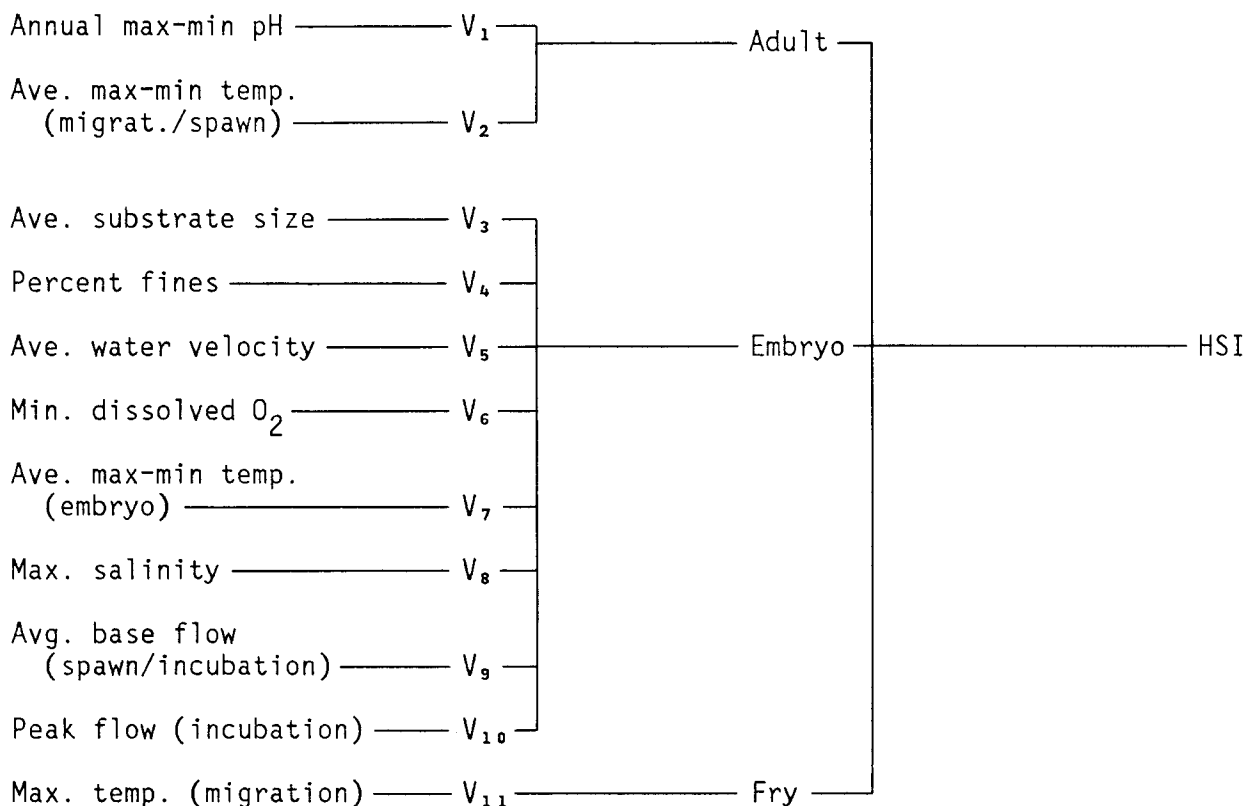 Annual max-min pH V₁ Adult
Ave. max-min temp.
(migrat./spawn) V₂
Ave. substrate size V₃
Percent fines V₄
Ave. water velocity V₅ Embryo HSI
Min. dissolved O₂ V₆
Ave. max-min temp.
(embryo) V₇
Max. salinity V₈
Avg. base flow
(spawn/incubation) V₉
Peak flow (incubation) V₁₀
Max. temp. (migration) V₁₁ Fry